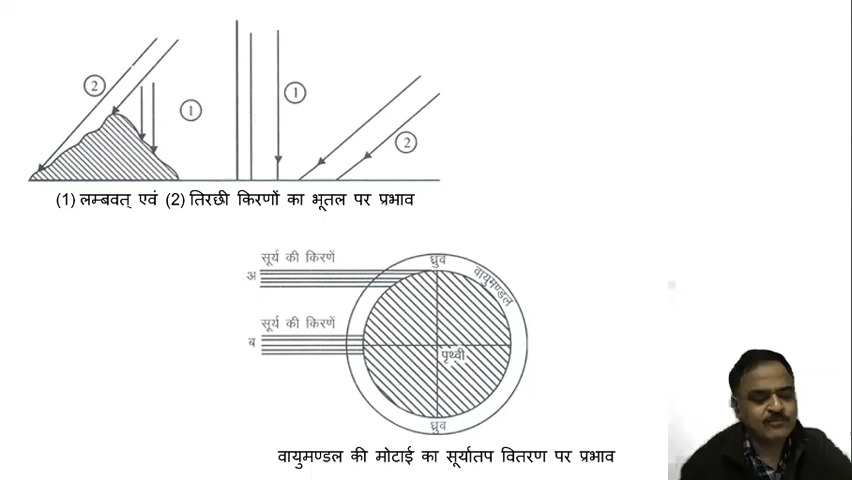 2
1
1
2
(1) लम्बवत् एवं (2) तिरछी किरणों का भूतल पर प्रभाव
सूर्य की किरणें
अ
ध्रुव
वायुमण्डल
सूर्य की किरणें
ब
पृथ्वी
ध्रुव
वायुमण्डल की मोटाई का सूर्यातप वितरण पर प्रभाव